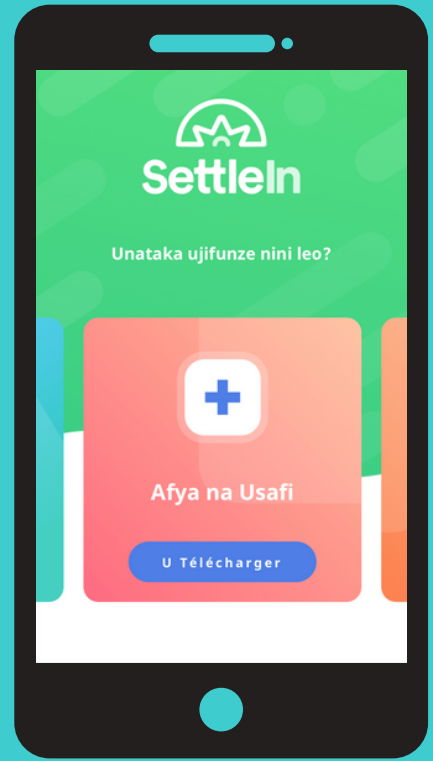 SettleIn
Unataka ujifunze nini leo?
Afya na Usafi
U Télécharger